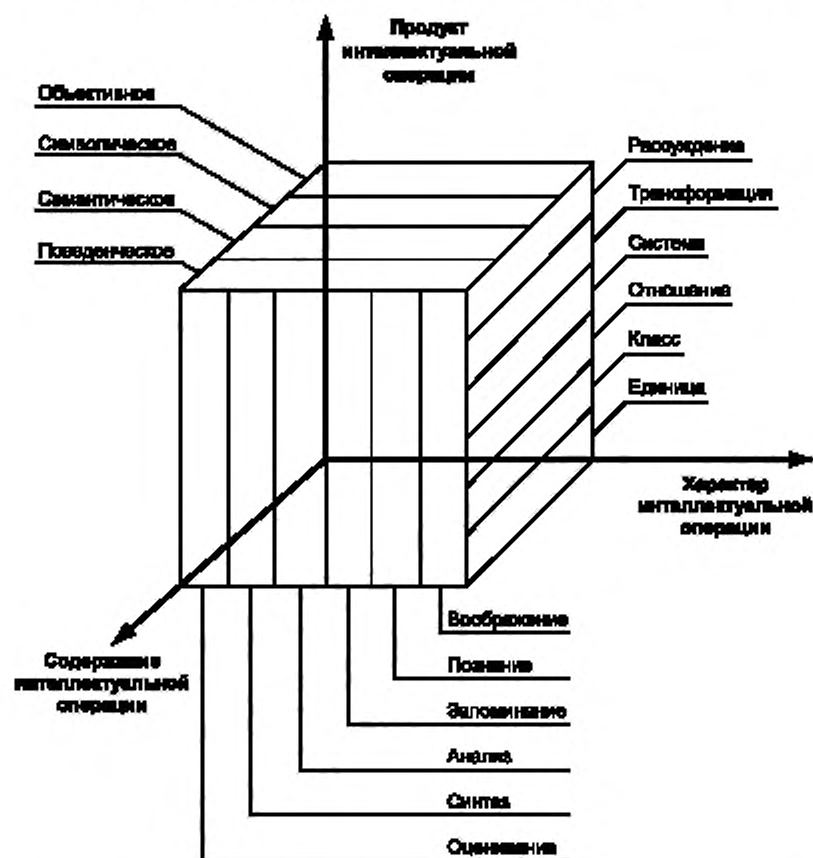 Продукт
интеллектуальной
операции
Объективное
Символическое
Семантическое
Поведенческое
Рассуждение
Трансформация
Система
Отношение
Класс
Единица
Характер
интеллектуальной
операции
Воображение
Познание
Запоминание
Анализ
Синтез
Оценивание
Содержание
интеллектуальной
операции